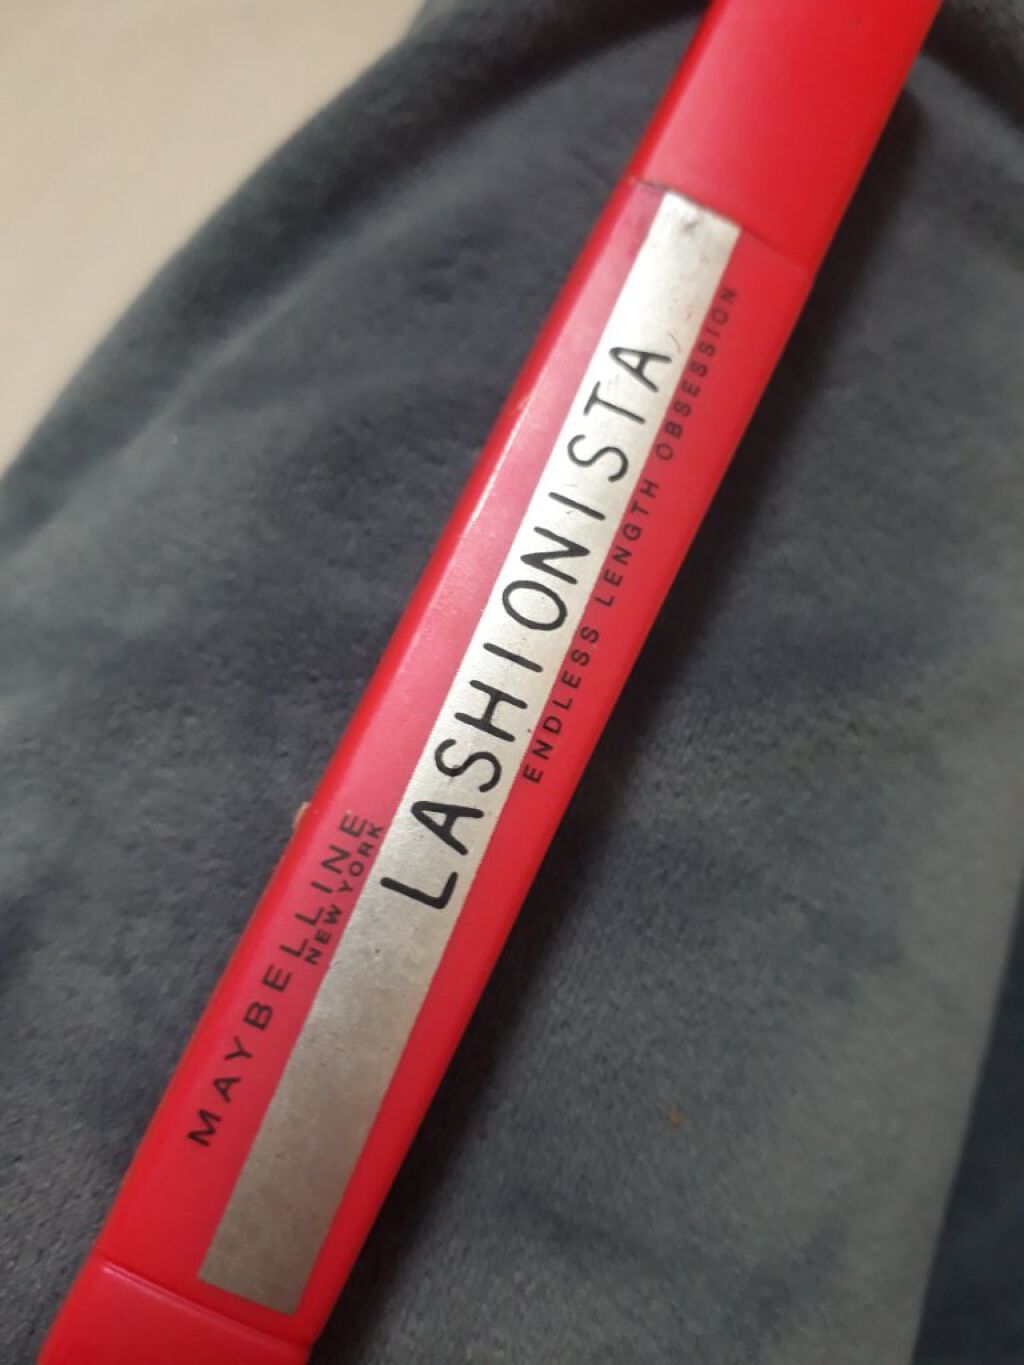 MAYBELLINE
NEW YORK
LASHIONISTA
ENDLESS LENGTH OBSESSION